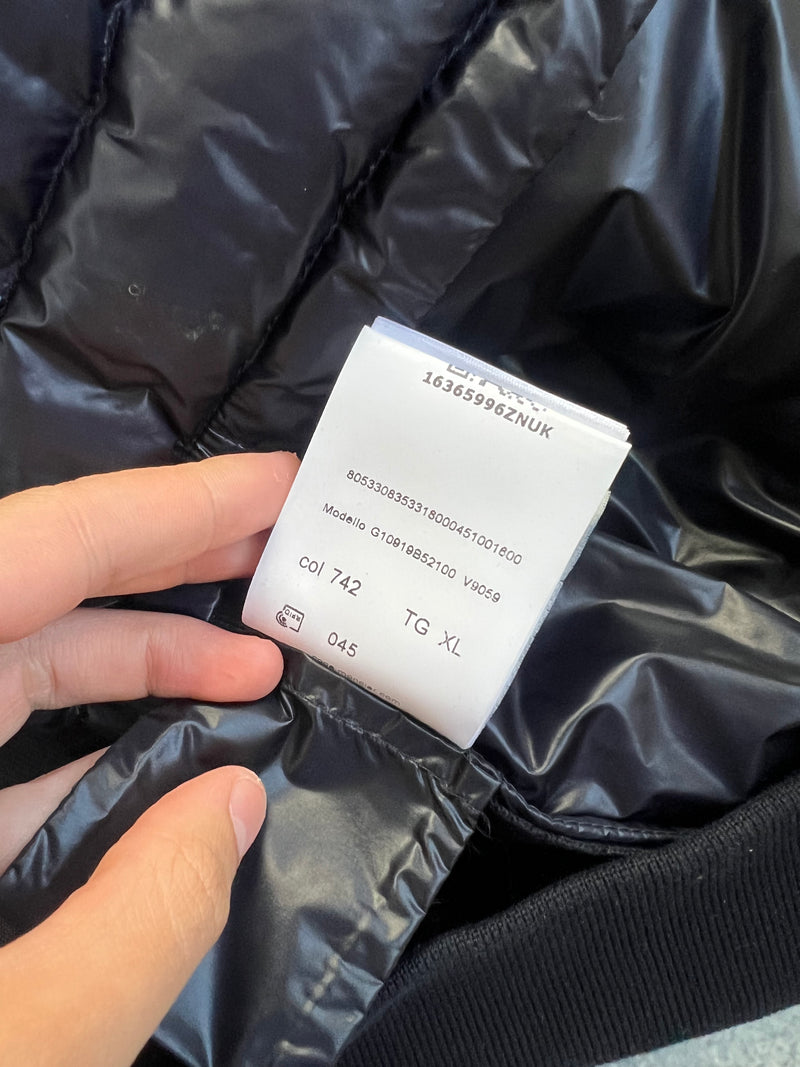 16365996ZNUK
8053308353318000451001600
Modello G10919B52100 V9059
col 742
TG XL
045